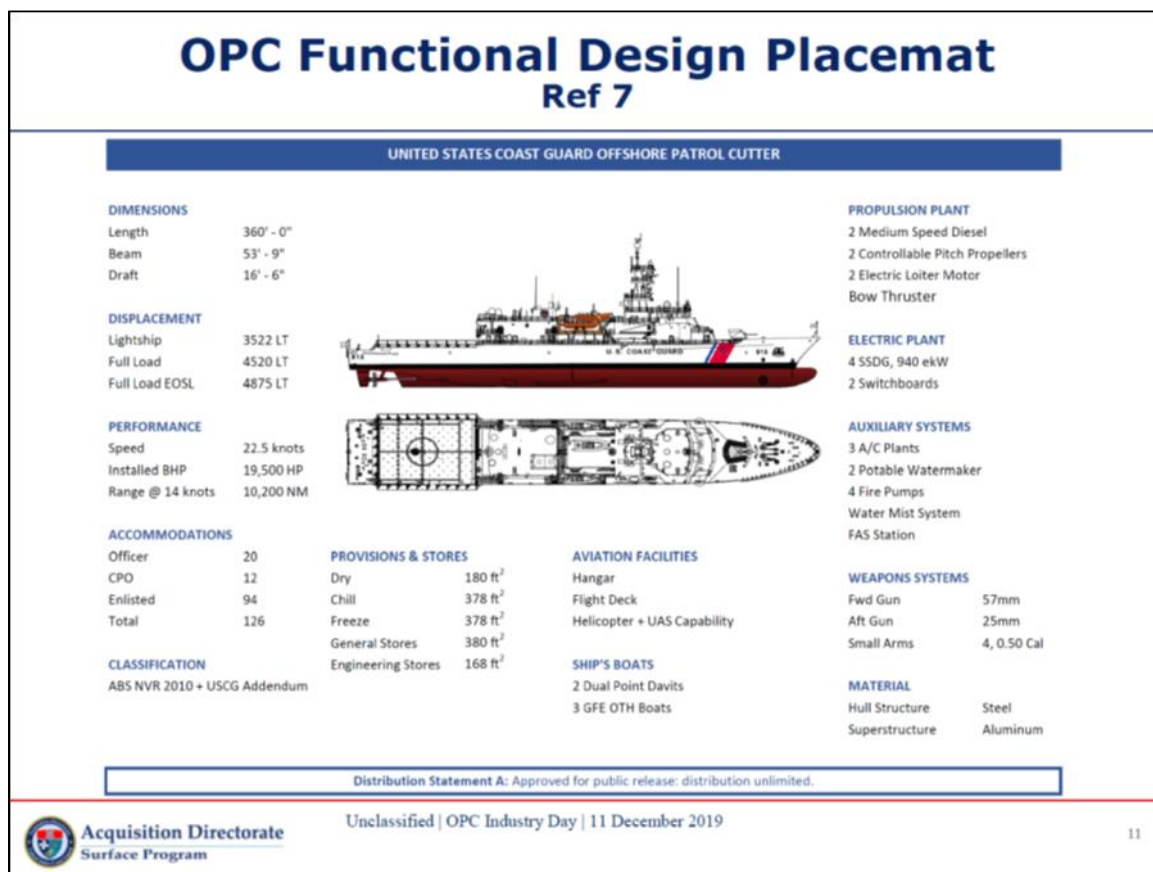 OPC Functional Design Placemat
Ref 7
UNITED STATES COAST GUARD OFFSHORE PATROL CUTTER
DIMENSIONS
Length 360' - 0"
Beam 53' - 9"
Draft 16' - 6"
DISPLACEMENT
Lightship 3522 LT
Full Load 4520 LT
Full Load EOSL 4875 LT
PERFORMANCE
Speed 22.5 knots
Installed BHP 19,500 HP
Range @ 14 knots 10,200 NM
ACCOMMODATIONS
Officer 20
CPO 12
Enlisted 94
Total 126
CLASSIFICATION
ABS NVR 2010 + USCG Addendum
U.S. COAST GUARD
PROVISIONS & STORES
Dry 180 ft²
Chill 378 ft²
Freeze 378 ft²
General Stores 380 ft²
Engineering Stores 168 ft²
AVIATION FACILITIES
Hangar
Flight Deck
Helicopter + UAS Capability
SHIP'S BOATS
2 Dual Point Davits
3 GFE OTH Boats
PROPULSION PLANT
2 Medium Speed Diesel
2 Controllable Pitch Propellers
2 Electric Loiter Motor
Bow Thruster
ELECTRIC PLANT
4 SSDG, 940 ekW
2 Switchboards
AUXILIARY SYSTEMS
3 A/C Plants
2 Potable Watermaker
4 Fire Pumps
Water Mist System
FAS Station
WEAPONS SYSTEMS
Fwd Gun 57mm
Aft Gun 25mm
Small Arms 4, 0.50 Cal
MATERIAL
Hull Structure Steel
Superstructure Aluminum
Distribution Statement A: Approved for public release: distribution unlimited.
Acquisition Directorate
Surface Program
Unclassified | OPC Industry Day | 11 December 2019
11